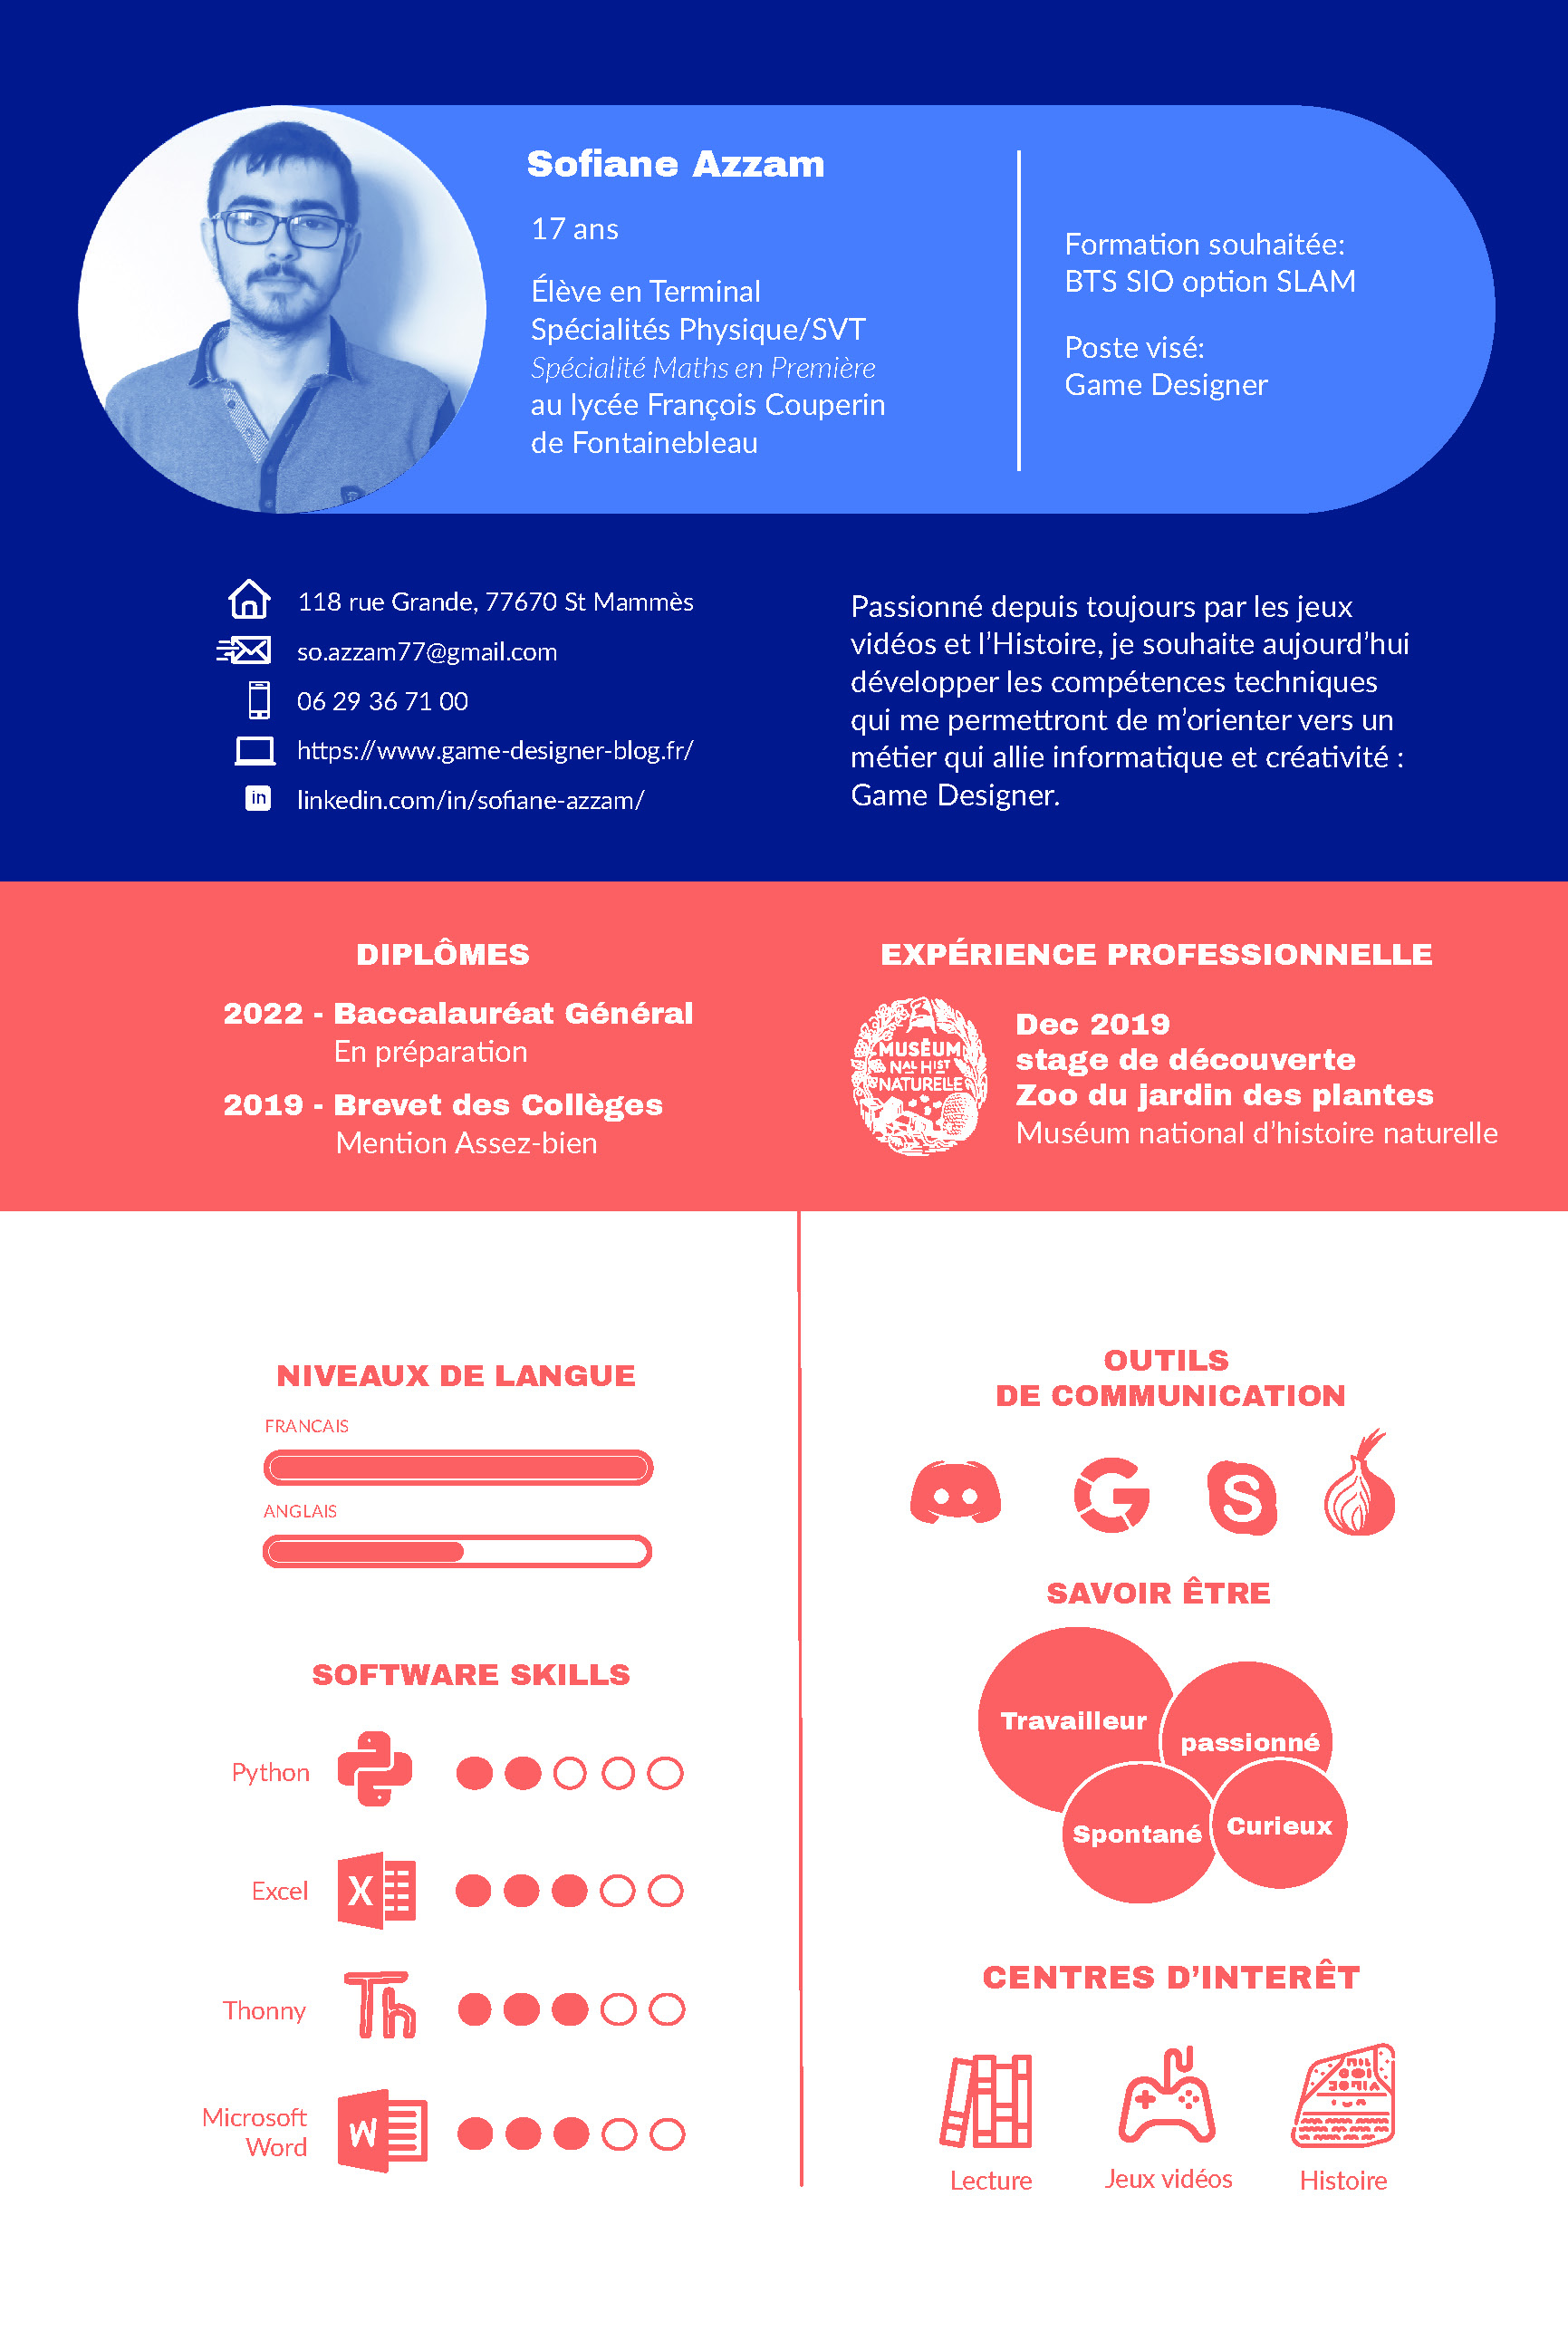 Sofiane Azzam
17 ans
Élève en Terminal
Spécialités Physique/SVT
Spécialité Maths en Première
au lycée François Couperin
de Fontainebleau
Formation souhaitée:
BTS SIO option SLAM
Poste visé:
Game Designer
118 rue Grande, 77670 St Mammès
so.azzam77@gmail.com
06 29 36 71 00
https://www.game-designer-blog.fr/
in
linkedin.com/in/sofiane-azzam/
Passionné depuis toujours par les jeux
vidéos et l’Histoire, je souhaite aujourd’hui
développer les compétences techniques
qui me permettront de m’orienter vers un
métier qui allie informatique et créativité :
Game Designer.
DIPLÔMES
2022 - Baccalauréat Général
En préparation
2019 - Brevet des Collèges
Mention Assez-bien
EXPÉRIENCE PROFESSIONNELLE
MUSÉUM
NAL HIST
NATURELLE
Dec 2019
stage de découverte
Zoo du jardin des plantes
Muséum national d’histoire naturelle
NIVEAUX DE LANGUE
FRANCAIS
ANGLAIS
SOFTWARE SKILLS
Python
Excel
X
Thonny
Th
Microsoft
Word
W
OUTILS
DE COMMUNICATION
G
S
SAVOIR ÊTRE
Travailleur
passionné
Spontané
Curieux
CENTRES D’INTERÊT
Lecture
Jeux vidéos
Histoire